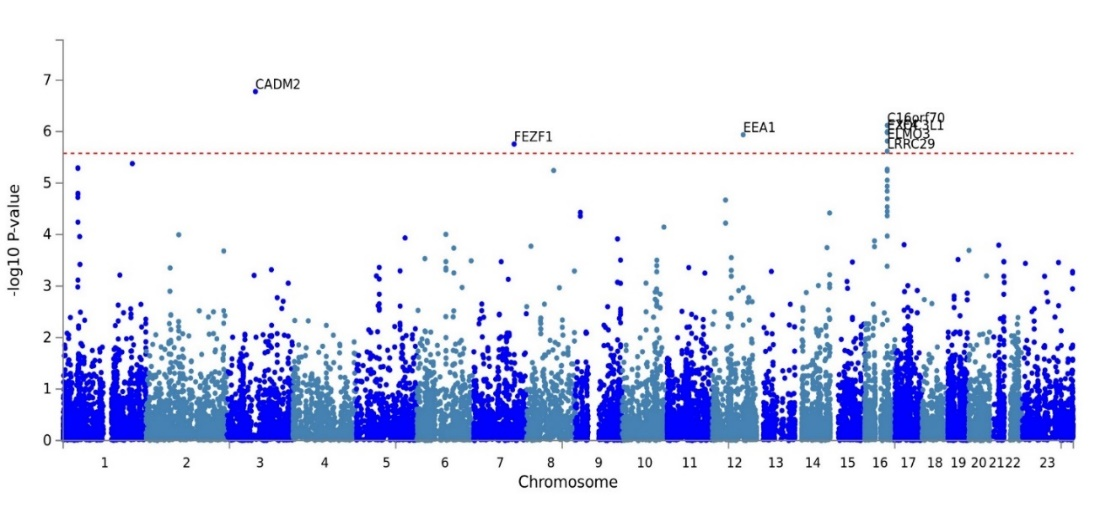 7
CADM2
6
C16orf70
EXOC3L1
EEA1
ELMO3
FEZF1
LRRC29
5
4
3
2
1
0
-log10 P-value
1 2 3 4 5 6 7 8 9 10 11 12 13 14 15 16 17 18 19 20 21 22 23
Chromosome